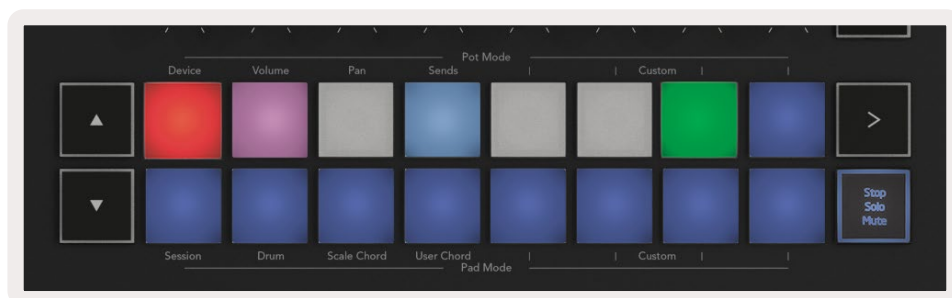 Pot Mode
Device Volume Pan Sends Custom
▲ >
▼ Stop
Solo
Mute
Session Drum Scale Chord User Chord Custom
Pad Mode